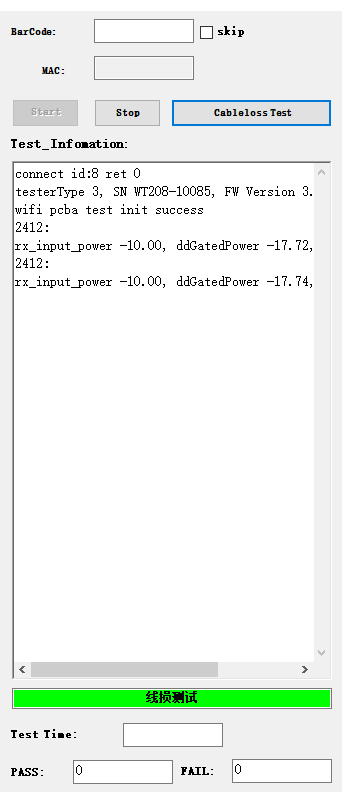 BarCode:
skip
MAC:
Start Stop Cableloss Test
Test_Infomation:
connect id:8 ret 0
testerType 3, SN WT208-10085, FW Version 3.
wifi pcba test init success
2412:
rx_input_power -10.00, ddGatedPower -17.72,
2412:
rx_input_power -10.00, ddGatedPower -17.74,
线损测试
Test Time:
PASS: 0 FAIL: 0